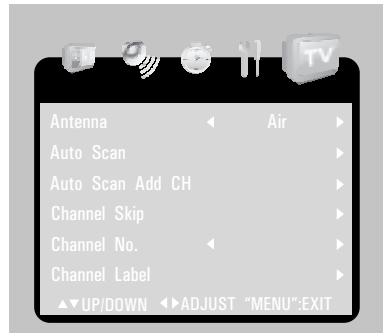 TV
Antenna ◀ Air ▶
Auto Scan ▶
Auto Scan Add CH ▶
Channel Skip ▶
Channel No. ◀ ▶
Channel Label ▶
▲▼UP/DOWN ◀▶ADJUST "MENU":EXIT